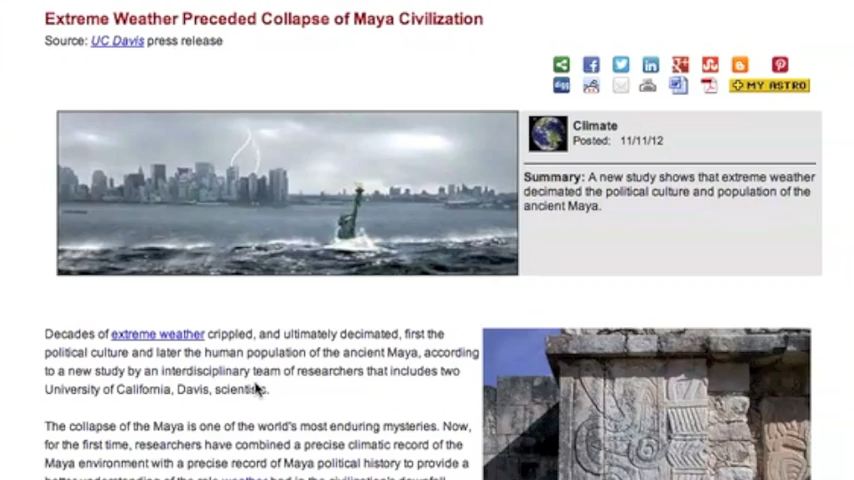 Extreme Weather Preceded Collapse of Maya Civilization
Source: UC Davis press release
digg
MY ASTRO
Climate
Posted: 11/11/12
Summary: A new study shows that extreme weather
decimated the political culture and population of the
ancient Maya.
Decades of extreme weather crippled, and ultimately decimated, first the
political culture and later the human population of the ancient Maya, according
to a new study by an interdisciplinary team of researchers that includes two
University of California, Davis, scientists.
The collapse of the Maya is one of the world's most enduring mysteries. Now,
for the first time, researchers have combined a precise climatic record of the
Maya environment with a precise record of Maya political history to provide a
better understanding of the role weather had in the civilization's downfall.